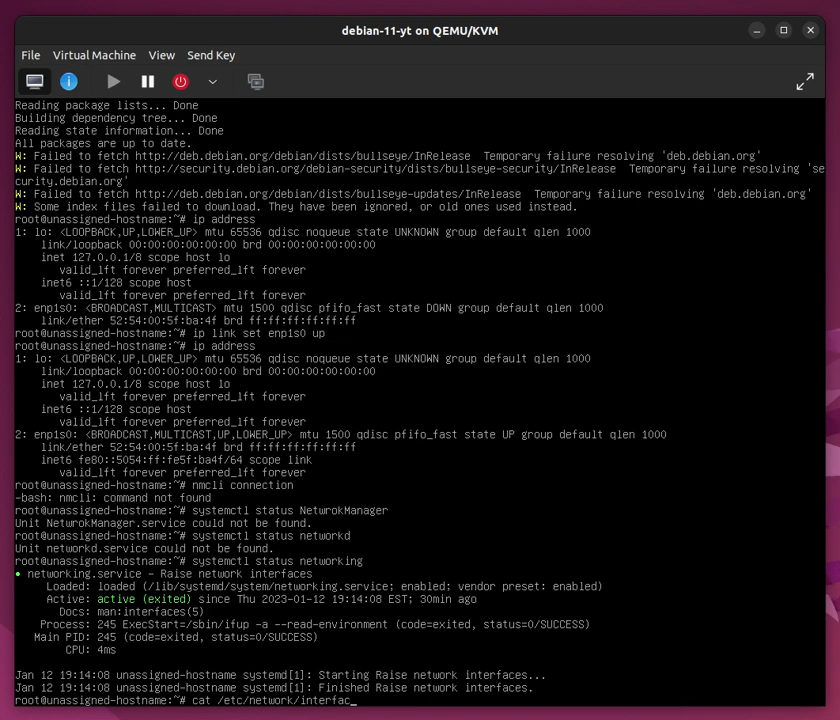 debian-11-yt on QEMU/KVM
File Virtual Machine View Send Key
Reading package lists... Done
Building dependency tree... Done
Reading state information... Done
All packages are up to date.
W: Failed to fetch http://deb.debian.org/debian/dists/bullseye/InRelease  Temporary failure resolving 'deb.debian.org'
W: Failed to fetch http://security.debian.org/debian-security/dists/bullseye-security/InRelease  Temporary failure resolving 'se
curity.debian.org'
W: Failed to fetch http://deb.debian.org/debian/dists/bullseye-updates/InRelease  Temporary failure resolving 'deb.debian.org'
W: Some index files failed to download. They have been ignored, or old ones used instead.
root@unassigned-hostname:~# ip address
1: lo: <LOOPBACK,UP,LOWER_UP> mtu 65536 qdisc noqueue state UNKNOWN group default qlen 1000
    link/loopback 00:00:00:00:00:00 brd 00:00:00:00:00:00
    inet 127.0.0.1/8 scope host lo
       valid_lft forever preferred_lft forever
    inet6 ::1/128 scope host
       valid_lft forever preferred_lft forever
2: enp1s0: <BROADCAST,MULTICAST> mtu 1500 qdisc pfifo_fast state DOWN group default qlen 1000
    link/ether 52:54:00:5f:ba:4f brd ff:ff:ff:ff:ff:ff
root@unassigned-hostname:~# ip link set enp1s0 up
root@unassigned-hostname:~# ip address
1: lo: <LOOPBACK,UP,LOWER_UP> mtu 65536 qdisc noqueue state UNKNOWN group default qlen 1000
    link/loopback 00:00:00:00:00:00 brd 00:00:00:00:00:00
    inet 127.0.0.1/8 scope host lo
       valid_lft forever preferred_lft forever
    inet6 ::1/128 scope host
       valid_lft forever preferred_lft forever
2: enp1s0: <BROADCAST,MULTICAST,UP,LOWER_UP> mtu 1500 qdisc pfifo_fast state UP group default qlen 1000
    link/ether 52:54:00:5f:ba:4f brd ff:ff:ff:ff:ff:ff
    inet6 fe80::5054:ff:fe5f:ba4f/64 scope link
       valid_lft forever preferred_lft forever
root@unassigned-hostname:~# nmcli connection
-bash: nmcli: command not found
root@unassigned-hostname:~# systemctl status NetwrokManager
Unit NetwrokManager.service could not be found.
root@unassigned-hostname:~# systemctl status networkd
Unit networkd.service could not be found.
root@unassigned-hostname:~# systemctl status networking
● networking.service - Raise network interfaces
     Loaded: loaded (/lib/systemd/system/networking.service; enabled; vendor preset: enabled)
     Active: active (exited) since Thu 2023-01-12 19:14:08 EST; 30min ago
       Docs: man:interfaces(5)
    Process: 245 ExecStart=/sbin/ifup -a --read-environment (code=exited, status=0/SUCCESS)
   Main PID: 245 (code=exited, status=0/SUCCESS)
        CPU: 4ms
Jan 12 19:14:08 unassigned-hostname systemd[1]: Starting Raise network interfaces...
Jan 12 19:14:08 unassigned-hostname systemd[1]: Finished Raise network interfaces.
root@unassigned-hostname:~# cat /etc/network/interfac_